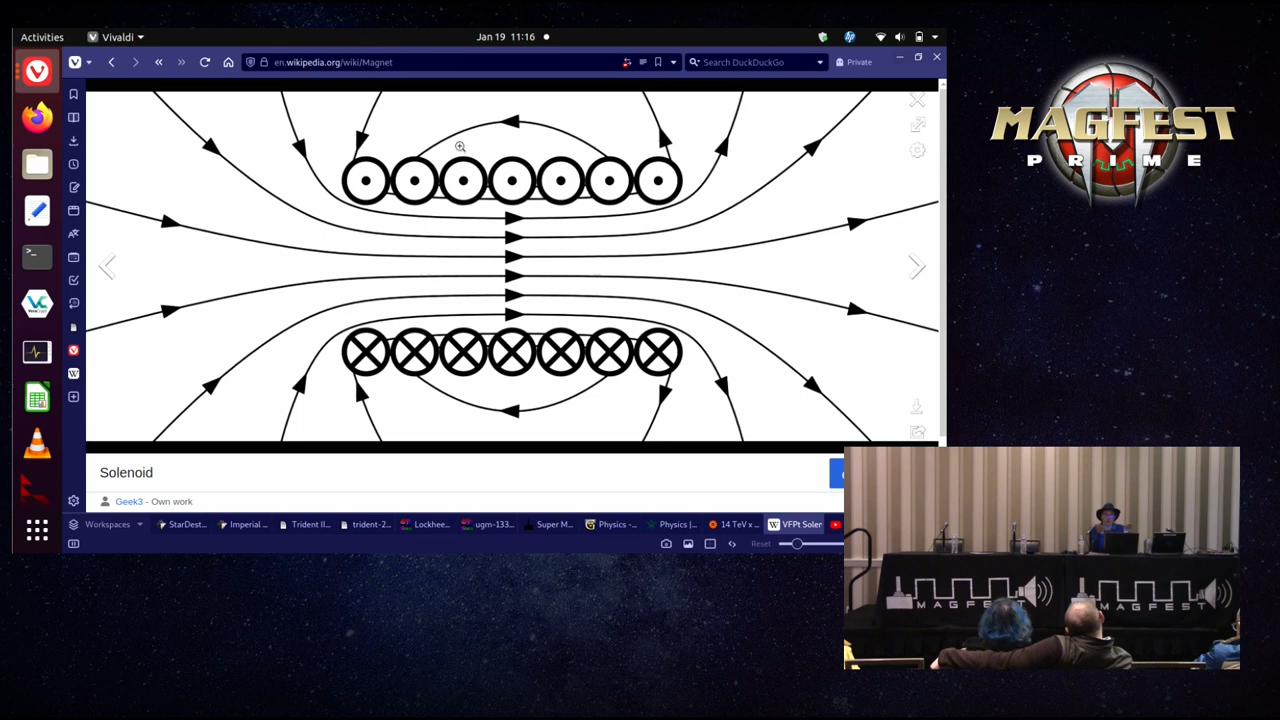 Activities
Vivaldi
Jan 19 11:16
en.wikipedia.org/wiki/Magnet
Search DuckDuckGo
Private
MAGFEST
PRIME
Solenoid
Geek3 - Own work
Workspaces
StarDest...
Imperial ...
Trident II...
trident-2...
Lockhee...
ugm-133...
Super M...
Physics -...
Physics |...
14 TeV x ...
VFPt Soler
Reset
MAGFEST
MAGFEST